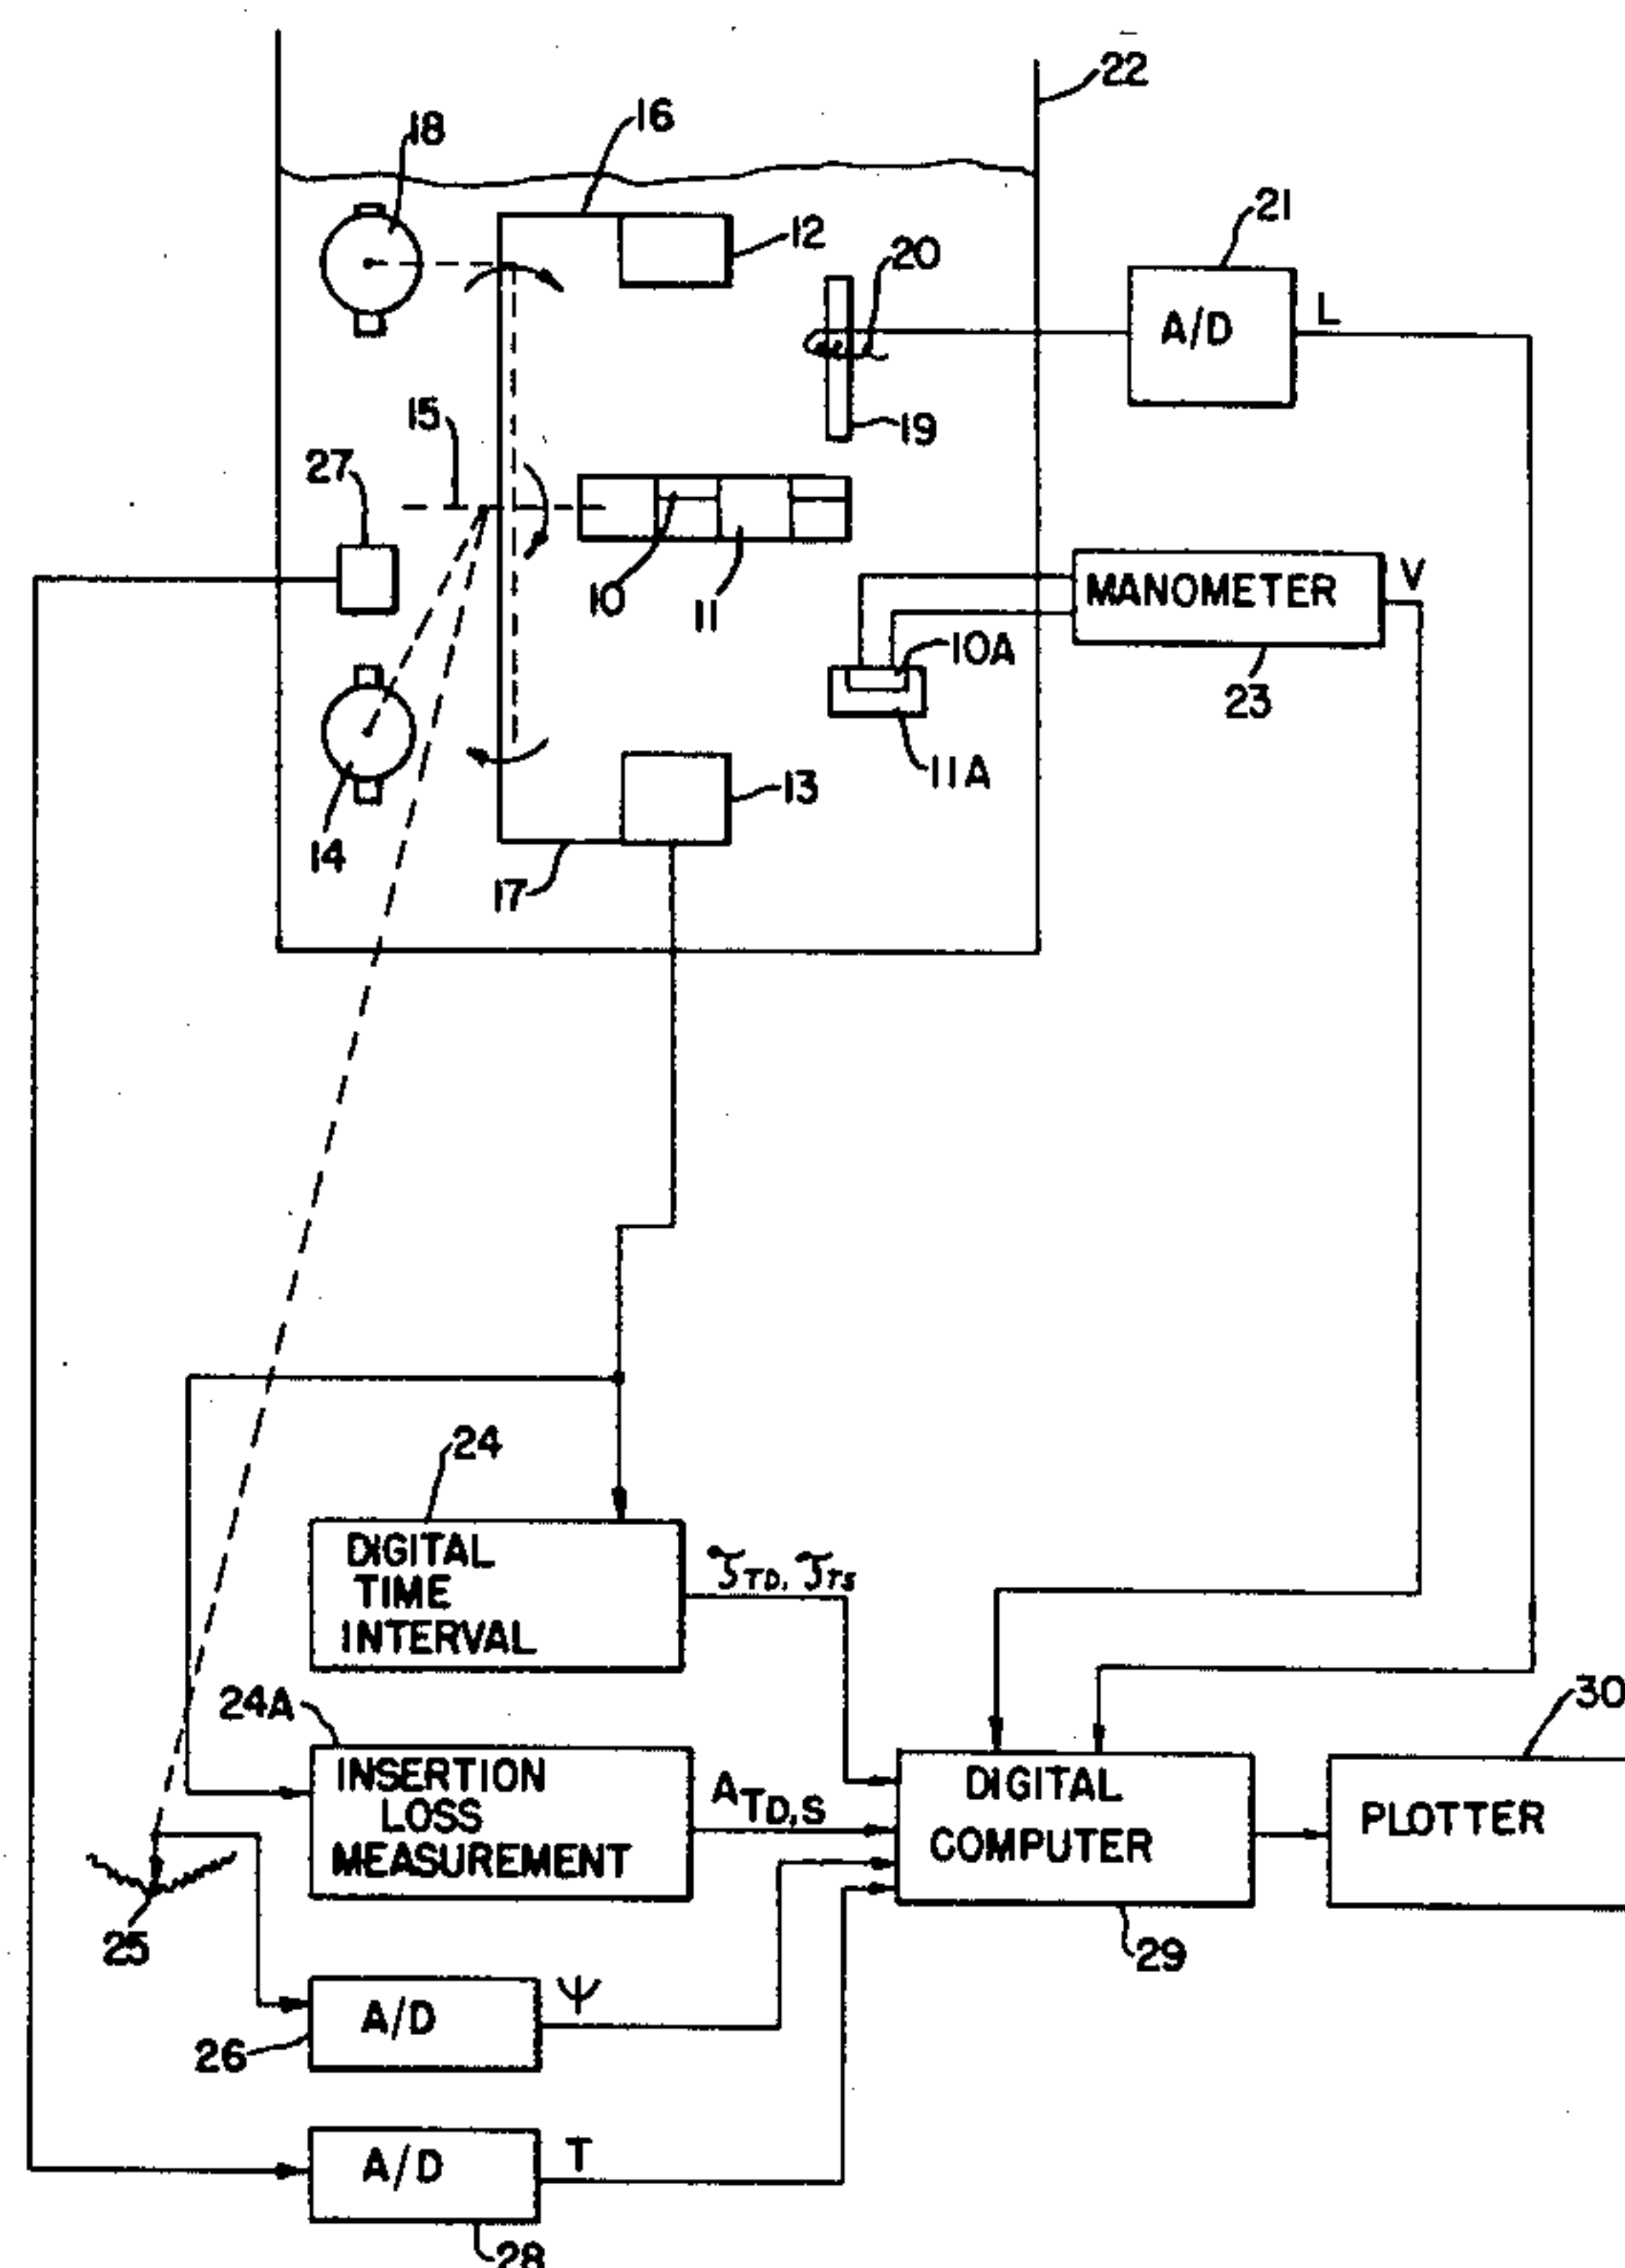 22
16
18
21
12
20
A/D
L
15
19
27
10
11
MANOMETER
V
10A
23
11A
13
14
17
24
DIGITAL
TIME
INTERVAL
24A
30
INSERTION
LOSS
MEASUREMENT
A TD,S
DIGITAL
COMPUTER
PLOTTER
25
29
A/D
Ψ
26
A/D
T
28